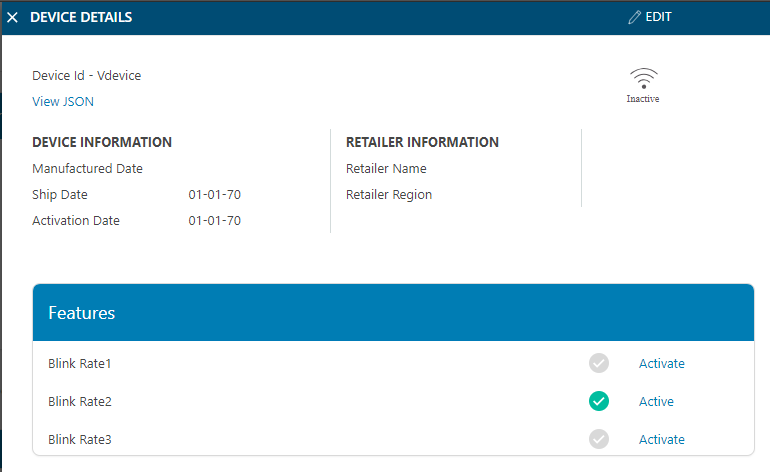 DEVICE DETAILS
EDIT
Device Id - Vdevice
View JSON
Inactive
DEVICE INFORMATION
Manufactured Date
Ship Date 01-01-70
Activation Date 01-01-70
RETAILER INFORMATION
Retailer Name
Retailer Region
Features
Blink Rate1 Activate
Blink Rate2 Active
Blink Rate3 Activate